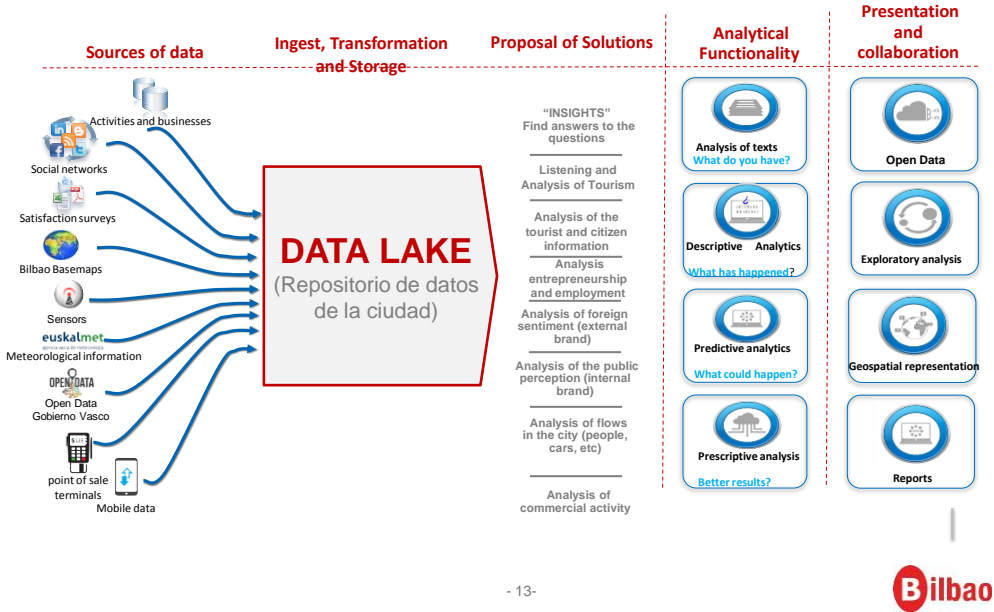 Sources of data
Ingest, Transformation
and Storage
Proposal of Solutions
Analytical
Functionality
Presentation
and
collaboration
Activities and businesses
Social networks
Satisfaction surveys
Bilbao Basemaps
Sensors
euskalmet
Meteorological information
OPEN DATA
Open Data
Gobierno Vasco
point of sale
terminals
Mobile data
DATA LAKE
(Repositorio de datos
de la ciudad)
“INSIGHTS”
Find answers to the
questions
Listening and
Analysis of Tourism
Analysis of the
tourist and citizen
information
Analysis
entrepreneurship
and employment
Analysis of foreign
sentiment (external
brand)
Analysis of the public
perception (internal
brand)
Analysis of flows
in the city (people,
cars, etc)
Analysis of
commercial activity
Analysis of texts
What do you have?
Descriptive Analytics
What has happened?
Predictive analytics
What could happen?
Prescriptive analysis
Better results?
Open Data
Exploratory analysis
Geospatial representation
Reports
- 13-
Bilbao